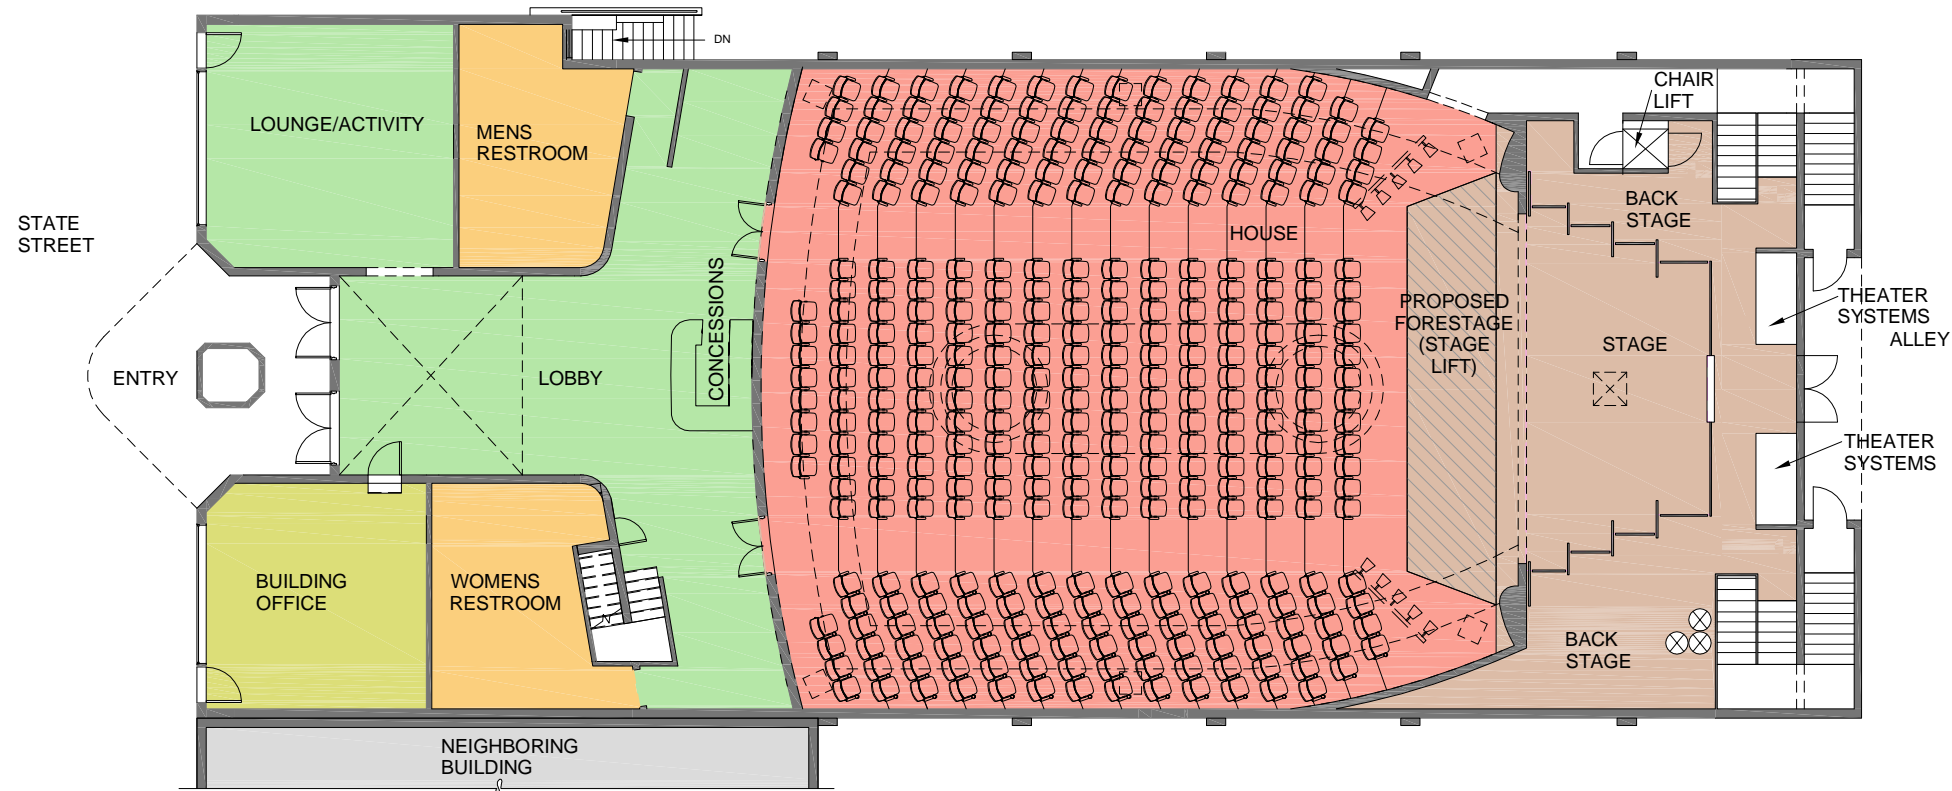 DN
CHAIR
LIFT
LOUNGE/ACTIVITY
MENS
RESTROOM
STATE
STREET
BACK
STAGE
HOUSE
CONCESSIONS
PROPOSED
FORESTAGE
(STAGE
LIFT)
THEATER
SYSTEMS
ALLEY
STAGE
ENTRY
LOBBY
THEATER
SYSTEMS
BUILDING
OFFICE
WOMENS
RESTROOM
BACK
STAGE
NEIGHBORING
BUILDING